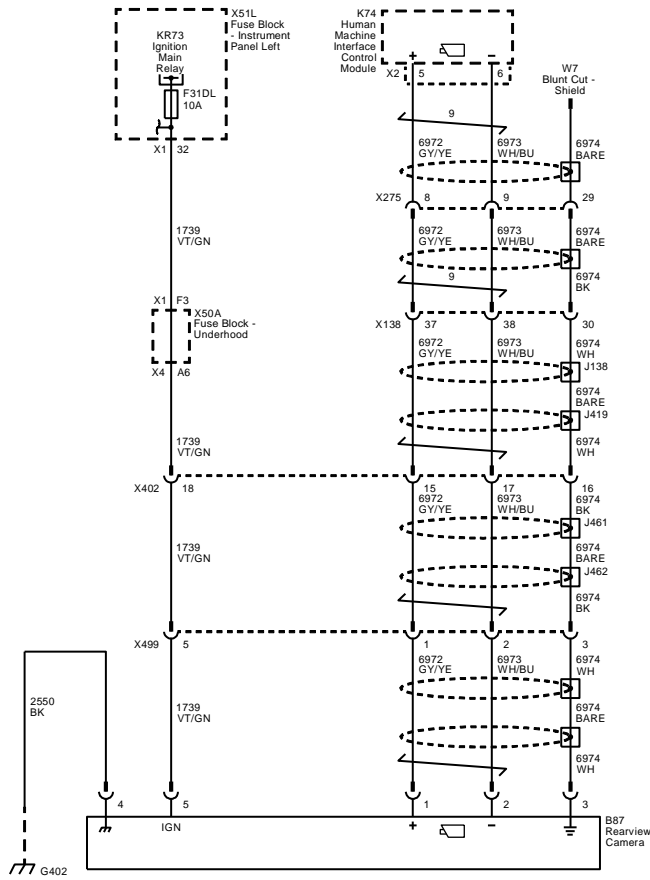 X51L
Fuse Block
- Instrument
Panel Left
KR73
Ignition
Main
Relay
F31DL
10A
X1 32
K74
Human
Machine
Interface
Control
Module
+ −
X2 5 6
W7
Blunt Cut -
Shield
9
6972
GY/YE
6973
WH/BU
6974
BARE
X275 8 9 29
1739
VT/GN
6972
GY/YE
6973
WH/BU
6974
BARE
9
6974
BK
X1 F3
X50A
Fuse Block -
Underhood
X4 A6
X138 37 38 30
6972
GY/YE
6973
WH/BU
6974
WH
J138
6974
BARE
J419
6974
WH
1739
VT/GN
X402 18 15 17 16
6972
GY/YE
6973
WH/BU
6974
BK
J461
1739
VT/GN
6974
BARE
J462
6974
BK
X499 5 1 2 3
6972
GY/YE
6973
WH/BU
6974
WH
2550
BK
1739
VT/GN
6974
BARE
6974
WH
4 5 1 2 3
IGN + −
B87
Rearview
Camera
G402